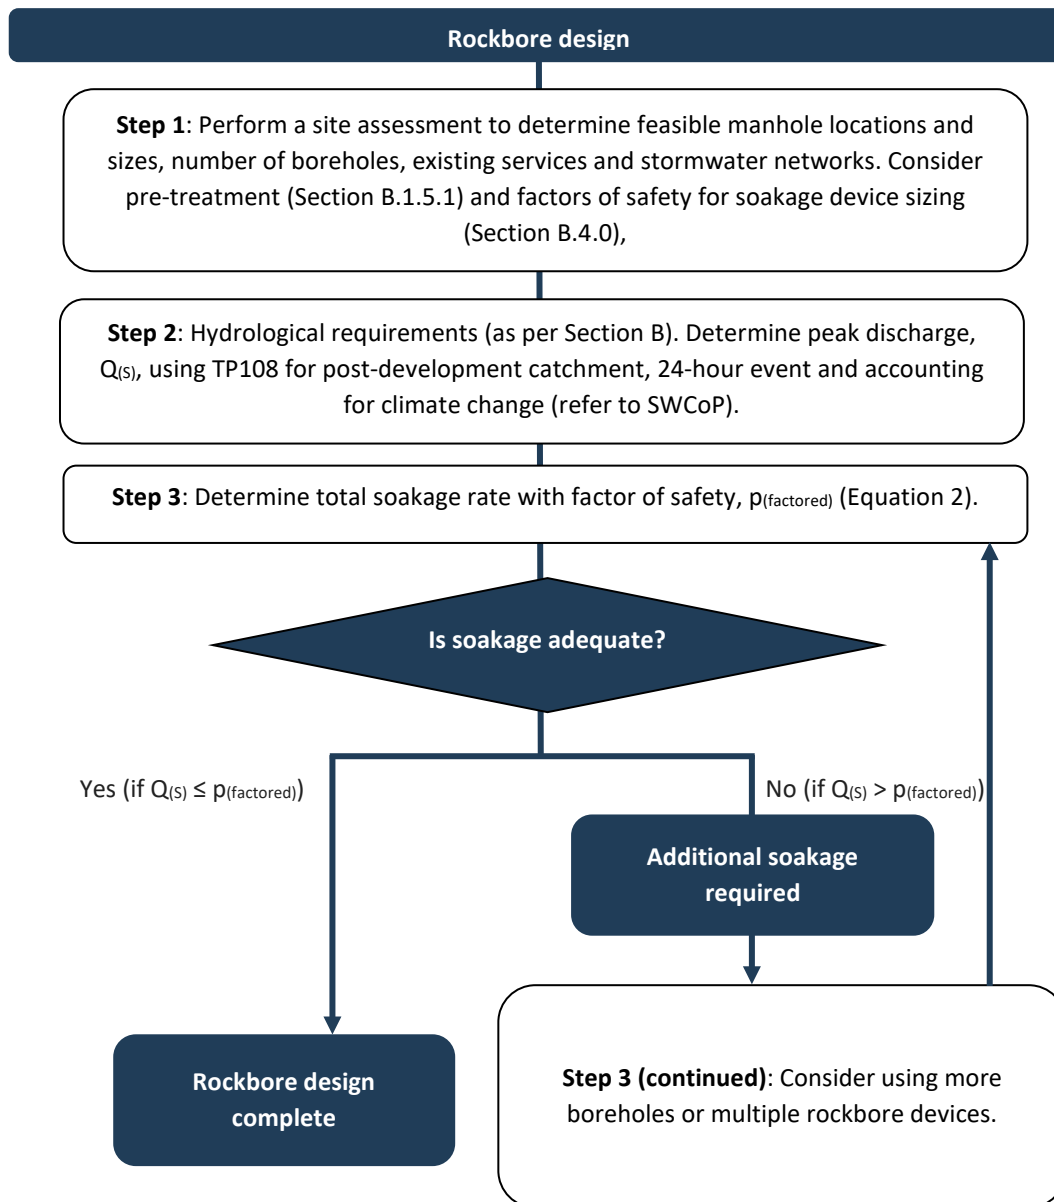 Rockbore design
Step 1: Perform a site assessment to determine feasible manhole locations and
sizes, number of boreholes, existing services and stormwater networks. Consider
pre-treatment (Section B.1.5.1) and factors of safety for soakage device sizing
(Section B.4.0),
Step 2: Hydrological requirements (as per Section B). Determine peak discharge,
Q(S), using TP108 for post-development catchment, 24-hour event and accounting
for climate change (refer to SWCoP).
Step 3: Determine total soakage rate with factor of safety, p(factored) (Equation 2).
Is soakage adequate?
Yes (if Q(S) ≤ p(factored))
No (if Q(S) > p(factored))
Additional soakage
required
Rockbore design
complete
Step 3 (continued): Consider using more
boreholes or multiple rockbore devices.